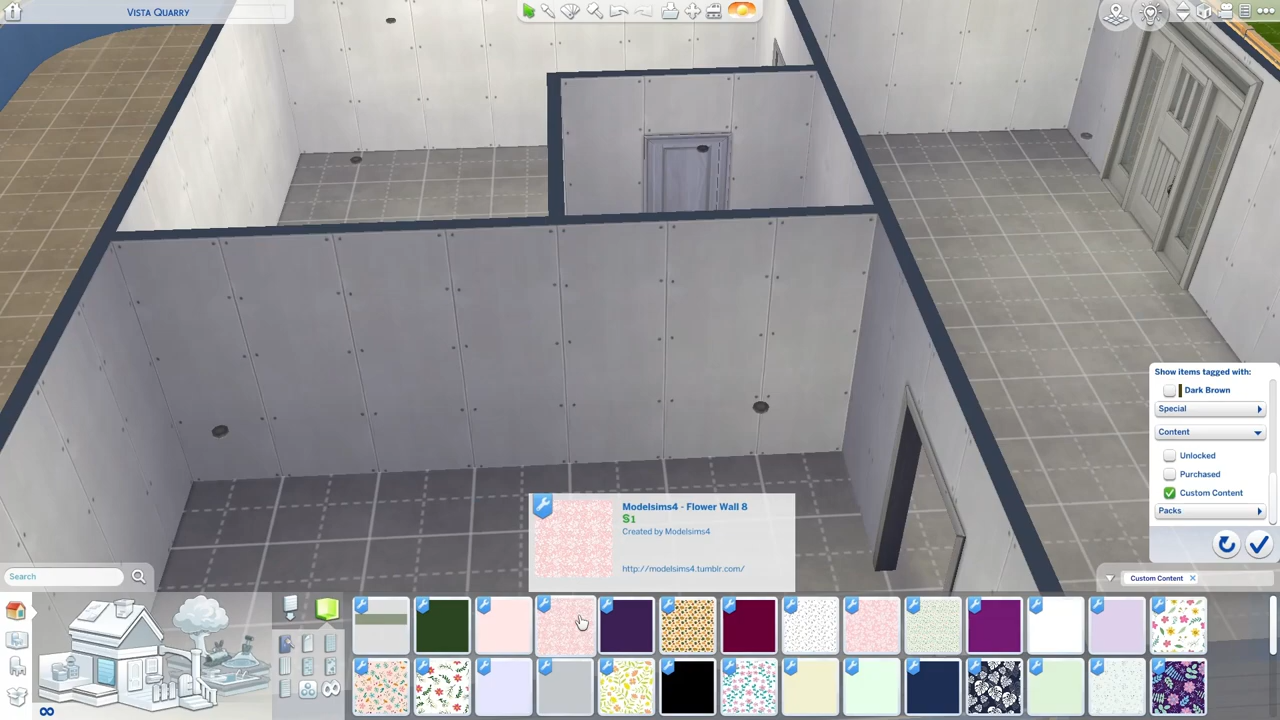 VISTA QUARRY
Show items tagged with:
Dark Brown
Special
Content
Unlocked
Purchased
Custom Content
Packs
Modelsims4 - Flower Wall 8
§1
Created by Modelsims4
http://modelsims4.tumblr.com/
Search
Custom Content